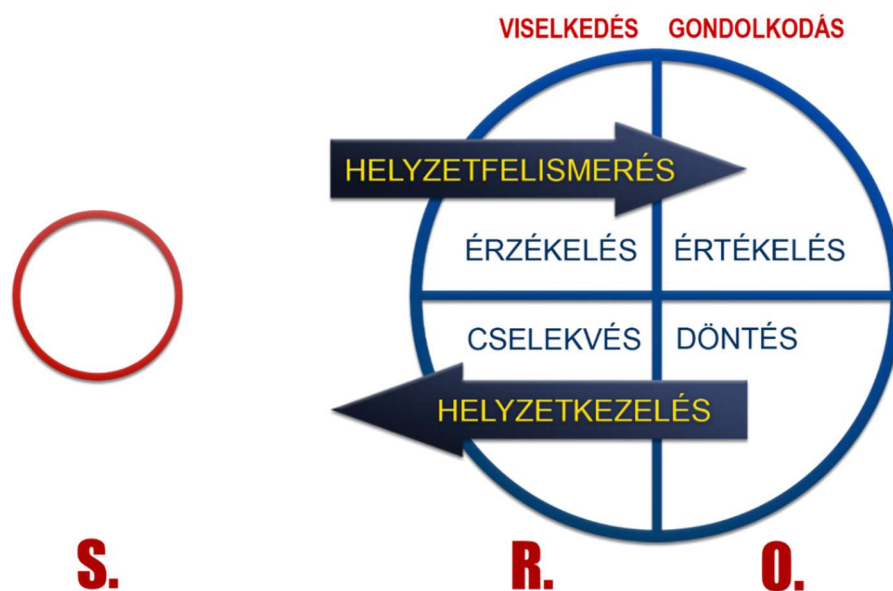 VISELKEDÉS GONDOLKODÁS
HELYZETFELISMERÉS
ÉRZÉKELÉS ÉRTÉKELÉS
CSELEKVÉS DÖNTÉS
HELYZETKEZELÉS
S. R. O.